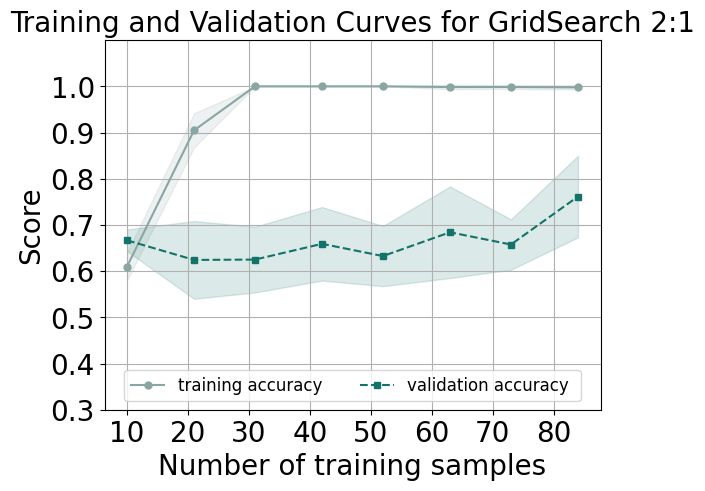 Training and Validation Curves for GridSearch 2:1
1.0
0.9
0.8
0.7
0.6
0.5
0.4
0.3
Score
training accuracy
validation accuracy
10 20 30 40 50 60 70 80
Number of training samples